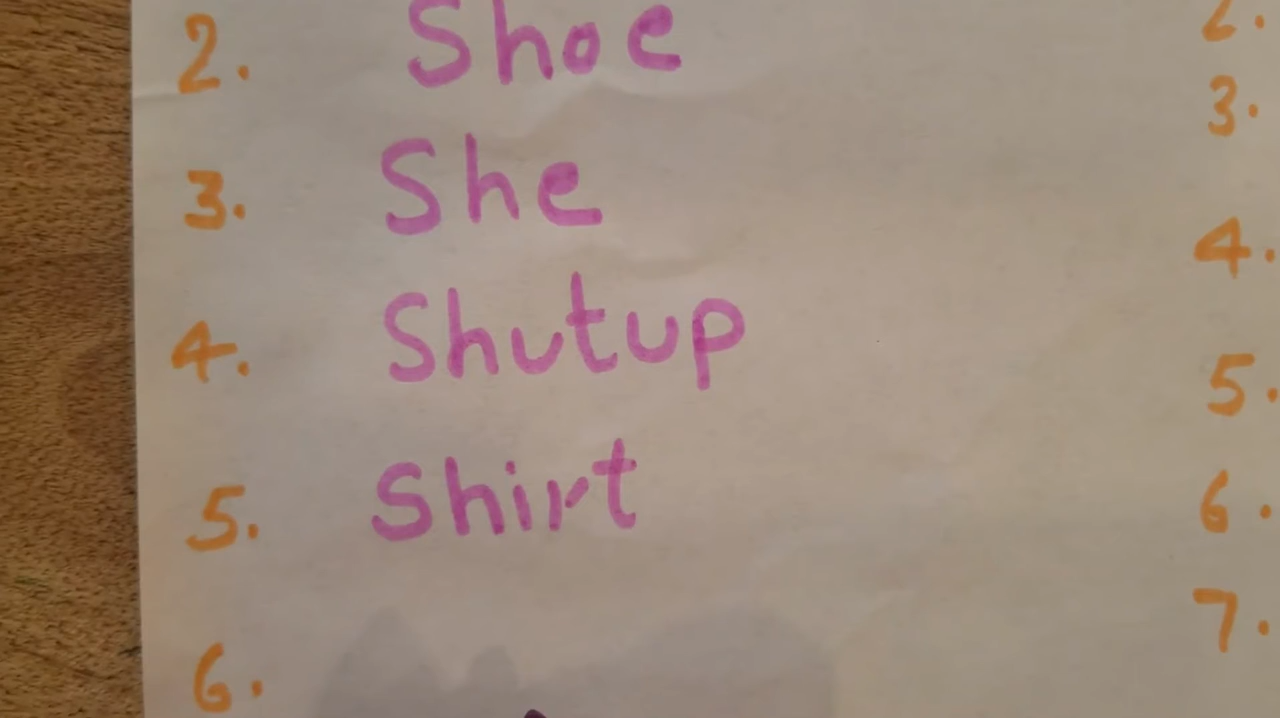 2. Shoe
3. She
4. Shutup
5. Shirt
6.
2.
3.
4.
5.
6.
7.